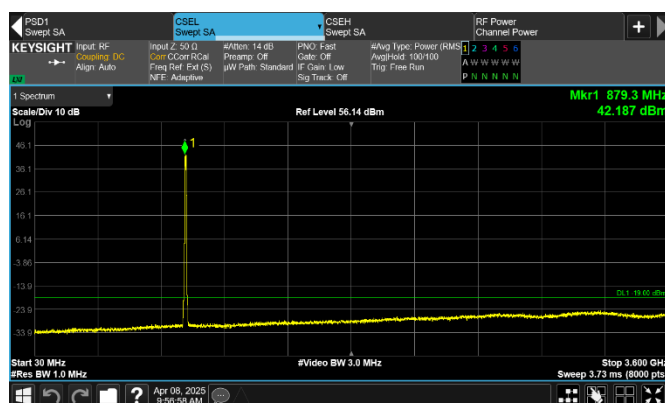 PSD1
Swept SA
CSEL
Swept SA
CSEH
Swept SA
RF Power
Channel Power
+
KEYSIGHT
Input: RF
Coupling: DC
Align: Auto
Input Z: 50 Ω
Corr CCorr RCal
Freq Ref: Ext (S)
NFE: Adaptive
#Atten: 14 dB
Preamp: Off
µW Path: Standard
PNO: Fast
Gate: Off
IF Gain: Low
Sig Track: Off
#Avg Type: Power (RMS)
Avg|Hold: 100/100
Trig: Free Run
1 2 3 4 5 6
A W W W W W
P N N N N N
1 Spectrum
Scale/Div 10 dB
Log
Ref Level 56.14 dBm
Mkr1 879.3 MHz
42.187 dBm
1
46.1
36.1
26.1
16.1
6.14
-3.86
-13.9
-23.9
-33.9
Start 30 MHz
#Res BW 1.0 MHz
#Video BW 3.0 MHz
Stop 3.600 GHz
Sweep 3.73 ms (8000 pts)
?
Apr 08, 2025
9:56:58 AM